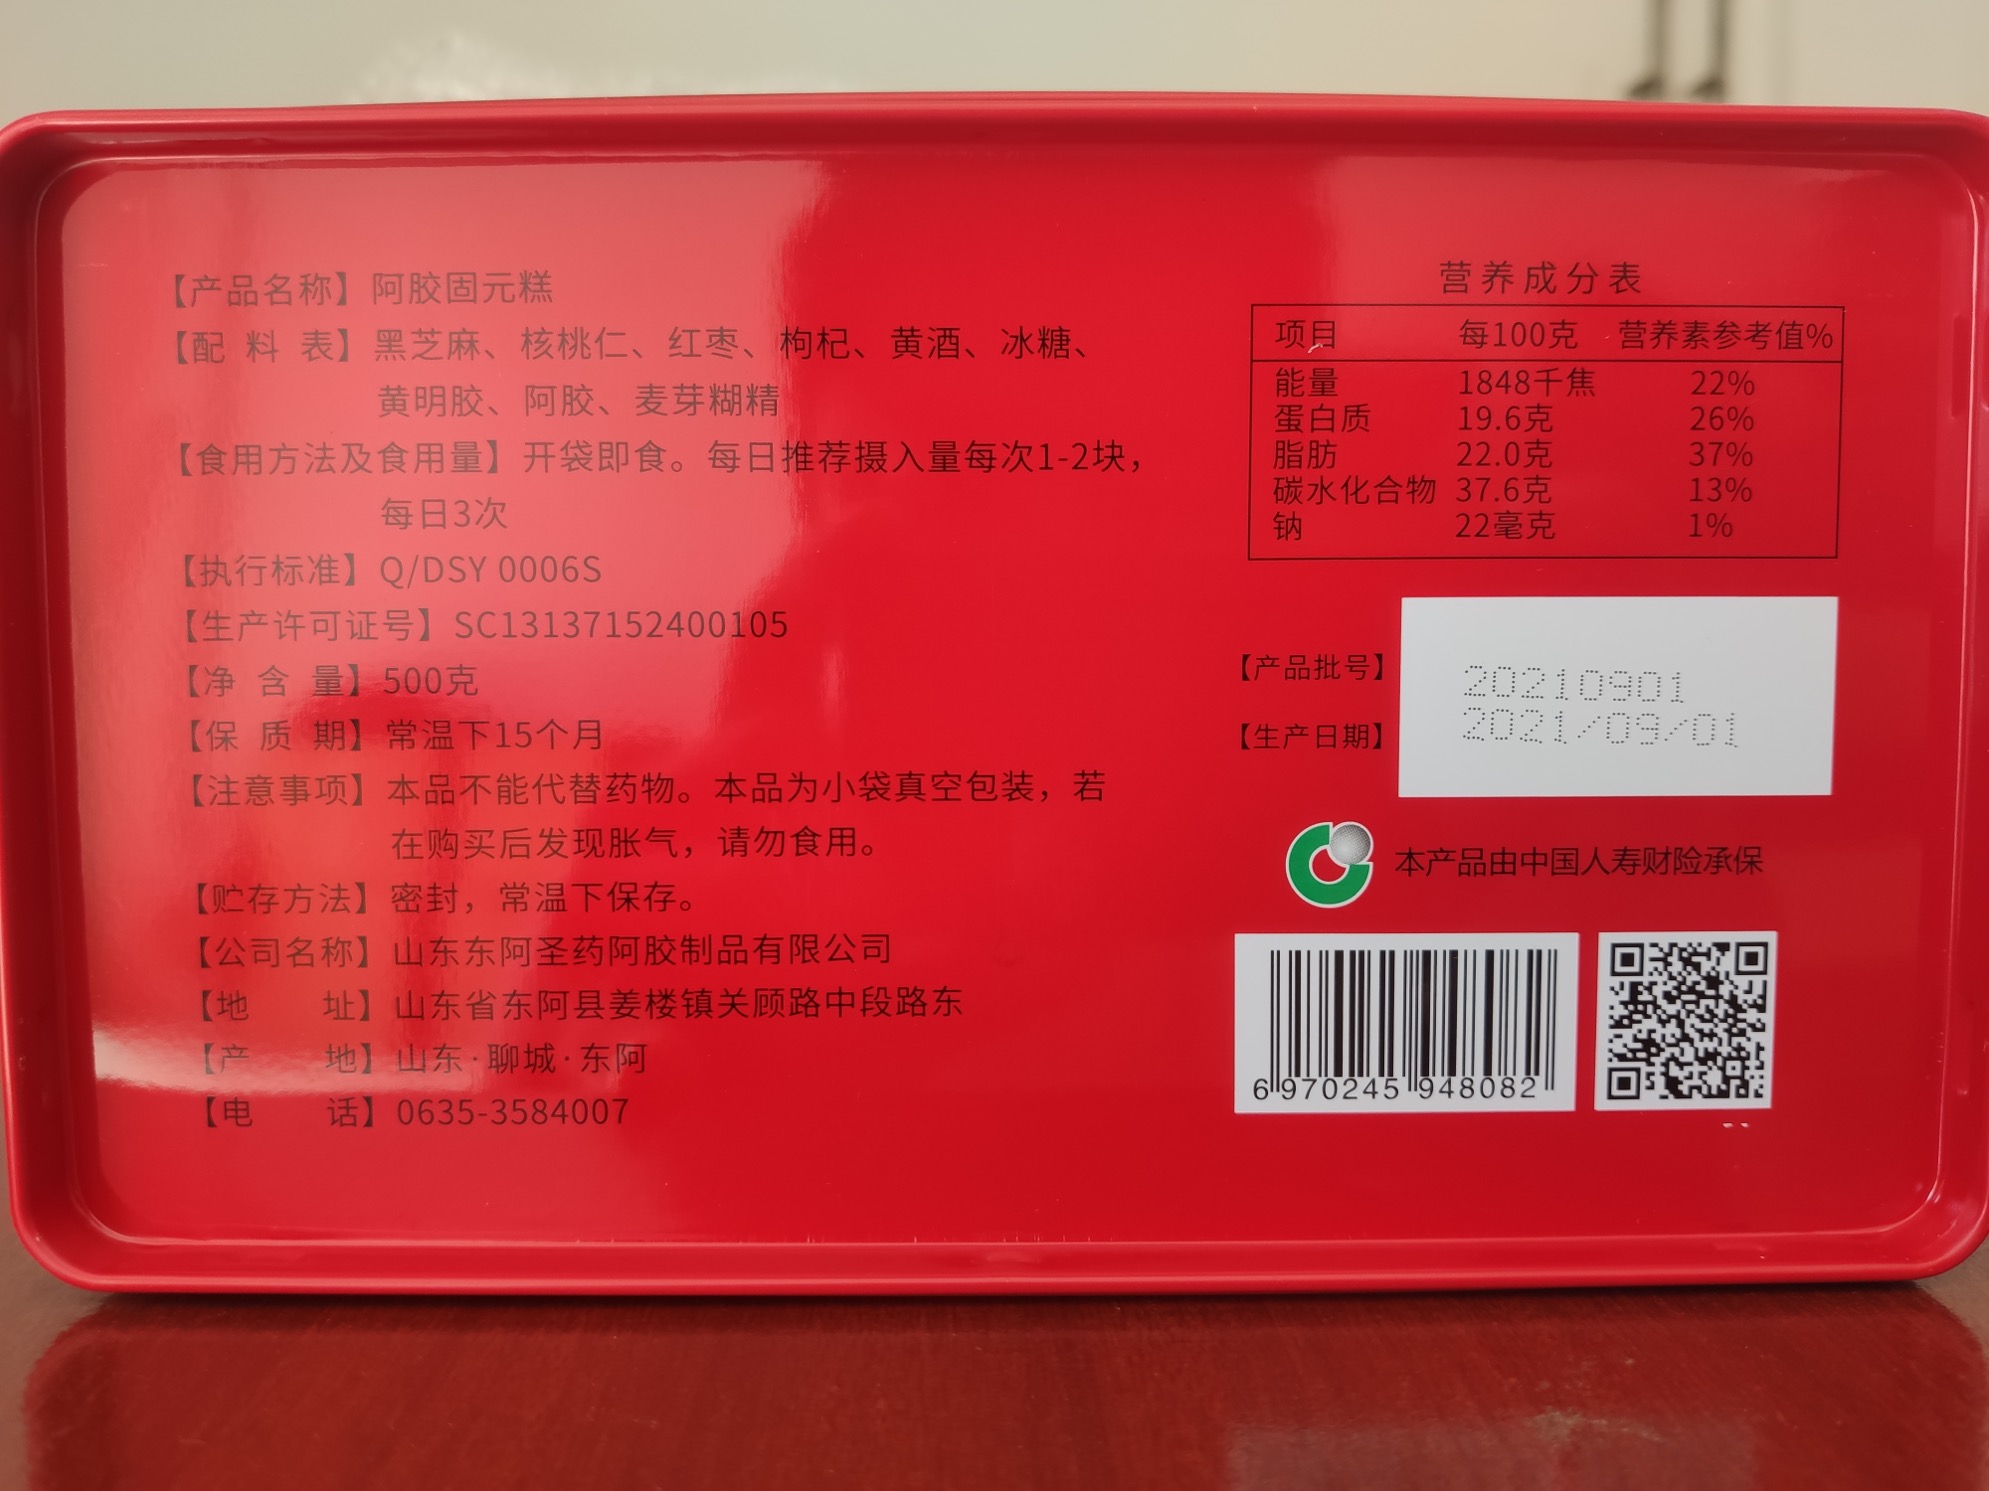 【产品名称】阿胶固元糕
【配 料 表】黑芝麻、核桃仁、红枣、枸杞、黄酒、冰糖、
黄明胶、阿胶、麦芽糊精
【食用方法及食用量】开袋即食。每日推荐摄入量每次1-2块，
每日3次
【执行标准】Q/DSY 0006S
【生产许可证号】SC13137152400105
【净 含 量】500克
【保 质 期】常温下15个月
【注意事项】本品不能代替药物。本品为小袋真空包装，若
在购买后发现胀气，请勿食用。
【贮存方法】密封，常温下保存。
【公司名称】山东东阿圣药阿胶制品有限公司
【地 址】山东省东阿县姜楼镇关顾路中段路东
【产 地】山东·聊城·东阿
【电 话】0635-3584007
营养成分表
项目 每100克 营养素参考值%
能量 1848千焦 22%
蛋白质 19.6克 26%
脂肪 22.0克 37%
碳水化合物 37.6克 13%
钠 22毫克 1%
【产品批号】 20210901
【生产日期】 2021/09/01
本产品由中国人寿财险承保
6 970245 948082